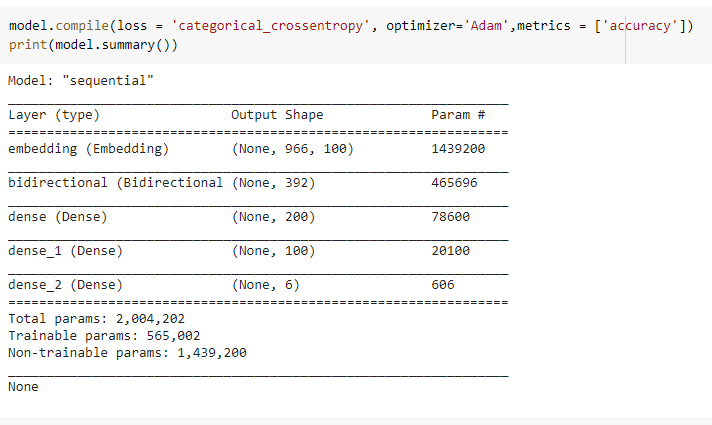 model.compile(loss = 'categorical_crossentropy', optimizer='Adam',metrics = ['accuracy'])
print(model.summary())
Model: "sequential"
_________________________________________________________________
Layer (type)                 Output Shape              Param #
=================================================================
embedding (Embedding)        (None, 966, 100)          1439200
_________________________________________________________________
bidirectional (Bidirectional (None, 392)               465696
_________________________________________________________________
dense (Dense)                (None, 200)               78600
_________________________________________________________________
dense_1 (Dense)              (None, 100)               20100
_________________________________________________________________
dense_2 (Dense)              (None, 6)                 606
=================================================================
Total params: 2,004,202
Trainable params: 565,002
Non-trainable params: 1,439,200
_________________________________________________________________
None